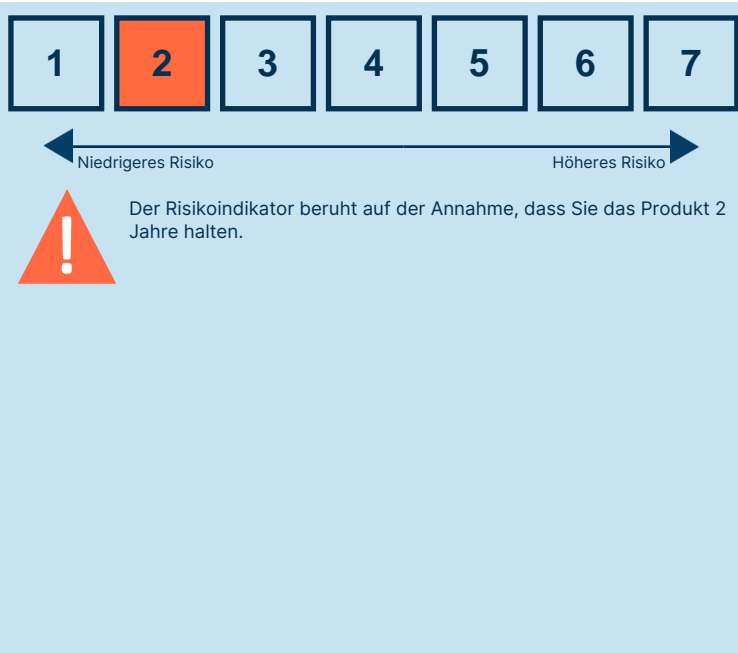 1 2 3 4 5 6 7
Niedrigeres Risiko Höheres Risiko
Der Risikoindikator beruht auf der Annahme, dass Sie das Produkt 2
Jahre halten.
!